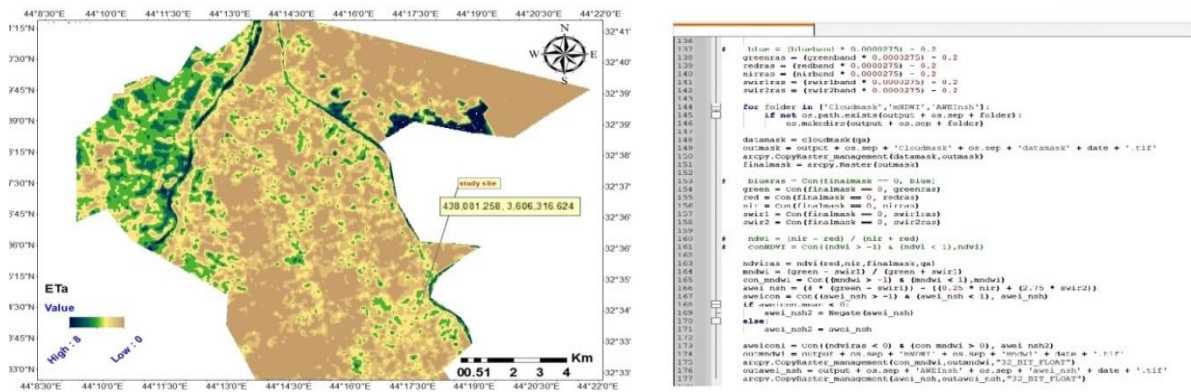 44°8'30"E 44°10'0"E 44°11'30"E 44°13'0"E 44°14'30"E 44°16'0"E 44°17'30"E 44°19'0"E 44°20'30"E 44°22'0"E
N
W E
S
32°41'
32°40'
32°39'
32°38'
32°37'
32°36'
32°36'
32°35'
32°34'
32°33'
32°33'
study site
438,081.258, 3,606,316.624
ETa
Value
High : 8
Low : 0
Km
00.51 2 3 4
44°8'30"E 44°10'0"E 44°11'30"E 44°13'0"E 44°14'30"E 44°16'0"E 44°17'30"E 44°19'0"E 44°20'30"E 44°22'0"E
136
137 # blue = (blueband * 0.0000275) - 0.2
138 greenras = (greenband * 0.0000275) - 0.2
139 redras = (redband * 0.0000275) - 0.2
140 nirras = (nirband * 0.0000275) - 0.2
141 swir1ras = (swir1band * 0.0000275) - 0.2
142 swir2ras = (swir2band * 0.0000275) - 0.2
143
144 for folder in ['Cloudmask','mNDWI','AWEInsh']:
145 if not os.path.exists(output + os.sep + folder):
146 os.makedirs(output + os.sep + folder)
147
148 datamask = cloudmask(qa)
149 outmask = output + os.sep + 'Cloudmask' + os.sep + 'datamask' + date + '.tif'
150 arcpy.CopyRaster_management(datamask,outmask)
151 finalmask = arcpy.Raster(outmask)
152
153 # blueras = Con(finalmask == 0, blue)
154 green = Con(finalmask == 0, greenras)
155 red = Con(finalmask == 0, redras)
156 nir = Con(finalmask == 0, nirras)
157 swir1 = Con(finalmask == 0, swir1ras)
158 swir2 = Con(finalmask == 0, swir2ras)
159
160 # ndvi = (nir - red) / (nir + red)
161 # conNDVI = Con((ndvi > -1) & (ndvi < 1),ndvi)
162
163 ndviras = ndvi(red,nir,finalmask,qa)
164 mndwi = (green - swir1) / (green + swir1)
165 con_mndwi = Con((mndwi > -1) & (mndwi < 1),mndwi)
166 awei_nsh = (4 * (green - swir1)) - ((0.25 * nir) + (2.75 * swir2))
167 aweicon = Con((awei_nsh > -1) & (awei_nsh < 1), awei_nsh)
168 if aweicon.mean < 0:
169 awei_nsh2 = Negate(awei_nsh)
170 else:
171 awei_nsh2 = awei_nsh
172
173 aweicon1 = Con((ndviras < 0) & (con_mndwi > 0), awei_nsh2)
174 outmndwi = output + os.sep + 'mNDWI' + os.sep + 'mndwi' + date + '.tif'
175 arcpy.CopyRaster_management(con_mndwi,outmndwi,"32_BIT_FLOAT")
176 outawei_nsh = output + os.sep + 'AWEInsh' + os.sep + 'awei_nsh' + date + '.tif'
177 arcpy.CopyRaster_management(awei_nsh,outawei_nsh,"32_BIT_FLOAT")